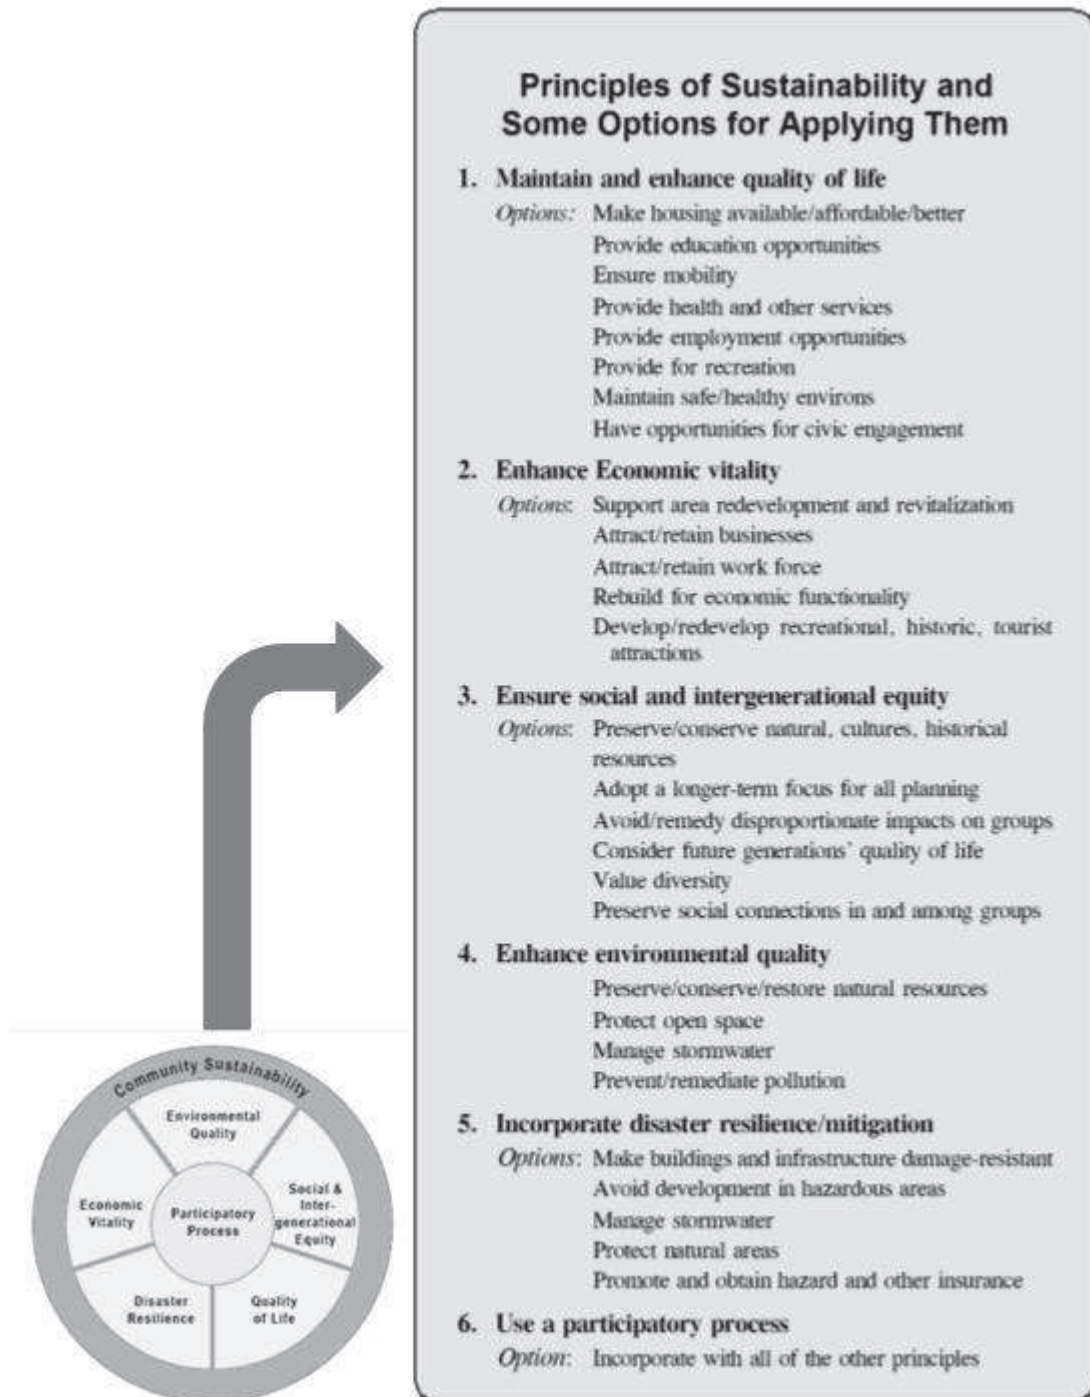 Principles of Sustainability and
Some Options for Applying Them
1. Maintain and enhance quality of life
Options: Make housing available/affordable/better
Provide education opportunities
Ensure mobility
Provide health and other services
Provide employment opportunities
Provide for recreation
Maintain safe/healthy environs
Have opportunities for civic engagement
2. Enhance Economic vitality
Options: Support area redevelopment and revitalization
Attract/retain businesses
Attract/retain work force
Rebuild for economic functionality
Develop/redevelop recreational, historic, tourist
attractions
3. Ensure social and intergenerational equity
Options: Preserve/conserve natural, cultures, historical
resources
Adopt a longer-term focus for all planning
Avoid/remedy disproportionate impacts on groups
Consider future generations' quality of life
Value diversity
Preserve social connections in and among groups
4. Enhance environmental quality
Preserve/conserve/restore natural resources
Protect open space
Manage stormwater
Prevent/remediate pollution
5. Incorporate disaster resilience/mitigation
Options: Make buildings and infrastructure damage-resistant
Avoid development in hazardous areas
Manage stormwater
Protect natural areas
Promote and obtain hazard and other insurance
6. Use a participatory process
Option: Incorporate with all of the other principles
Community Sustainability
Environmental
Quality
Economic
Vitality
Participatory
Process
Social &
Inter-
generational
Equity
Disaster
Resilience
Quality
of Life